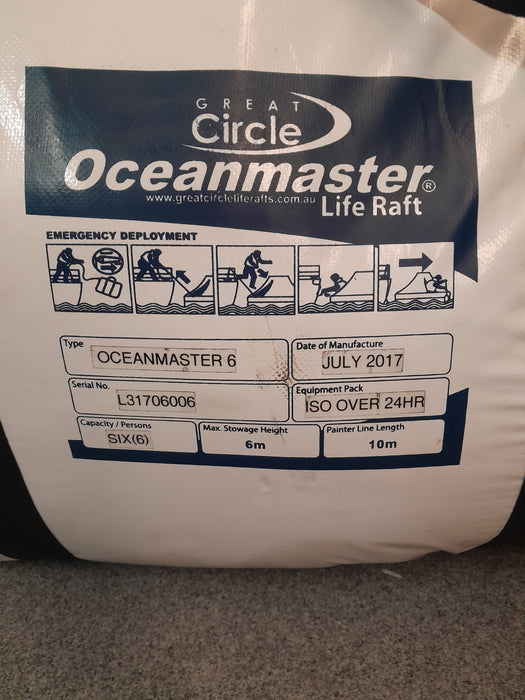 GREAT
Circle
Oceanmaster®
www.greatcircleliferafts.com.au
Life Raft
EMERGENCY DEPLOYMENT
Type
OCEANMASTER 6
Date of Manufacture
JULY 2017
Serial No.
L31706006
Equipment Pack
ISO OVER 24HR
Capacity / Persons
SIX(6)
Max. Stowage Height
6m
Painter Line Length
10m